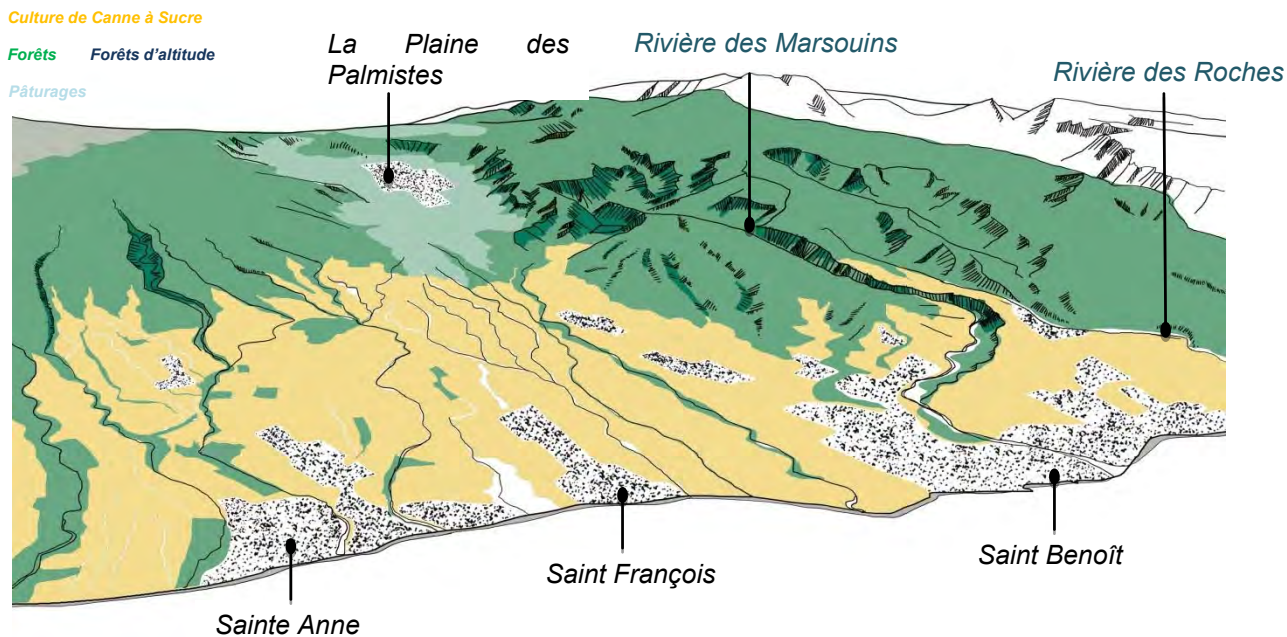 Culture de Canne à Sucre
Forêts Forêts d'altitude
Pâturages
La Plaine des
Palmistes
Rivière des Marsouins
Rivière des Roches
Saint Benoît
Saint François
Sainte Anne